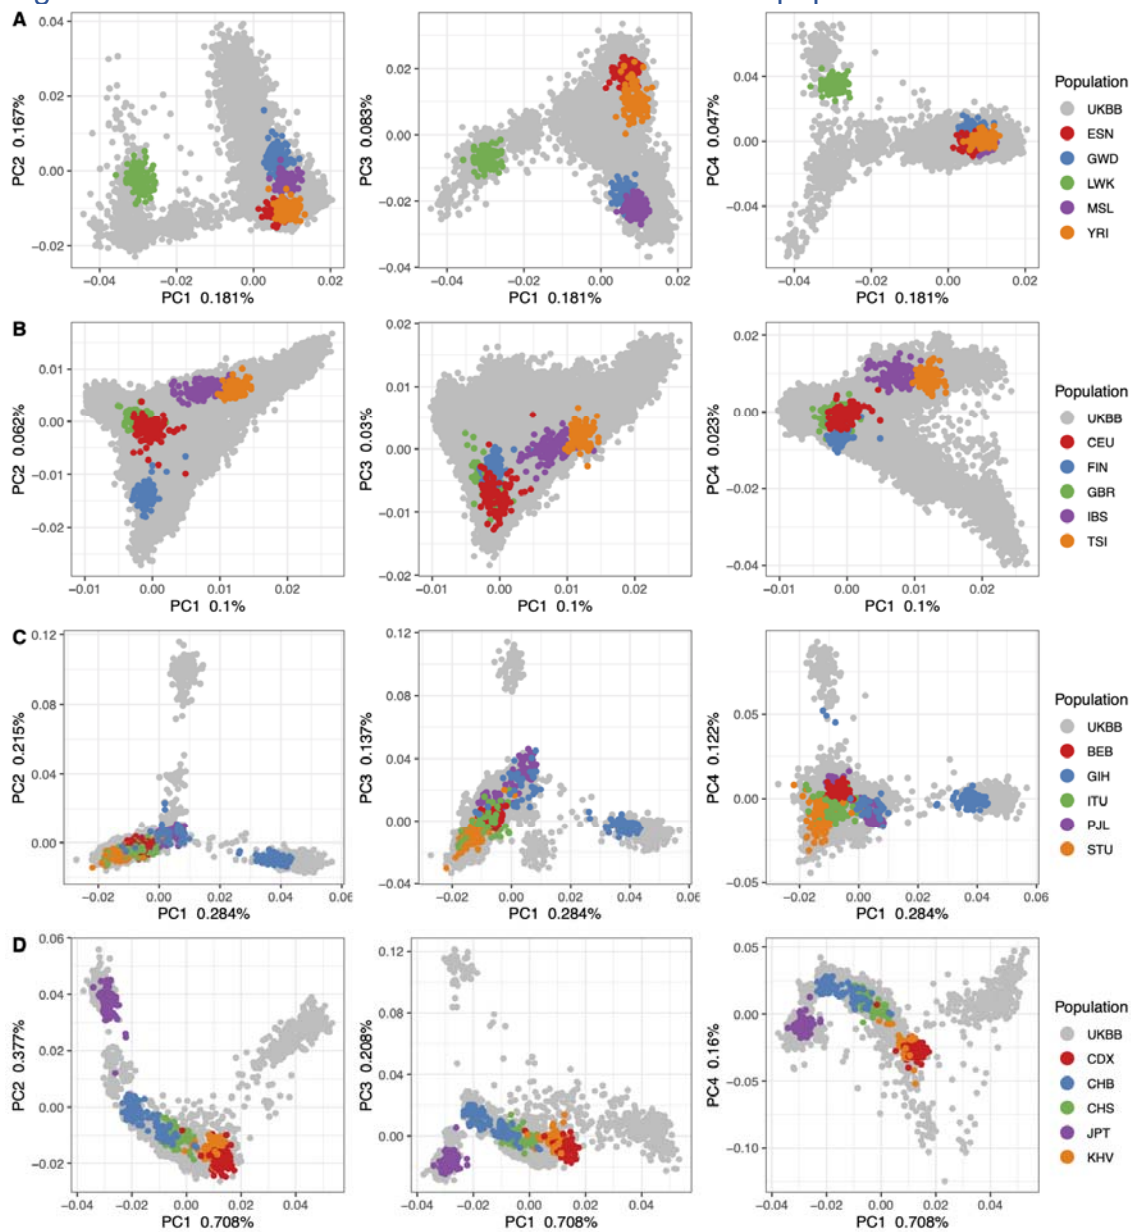 A
0.04
0.02
0.00
−0.02
PC2 0.167%
−0.04 −0.02 0.00 0.02
PC1 0.181%
0.02
0.00
−0.02
−0.04
PC3 0.083%
−0.04 −0.02 0.00 0.02
PC1 0.181%
0.04
0.00
−0.04
PC4 0.047%
−0.04 −0.02 0.00 0.02
PC1 0.181%
Population
UKBB
ESN
GWD
LWK
MSL
YRI
B
0.01
0.00
−0.01
−0.02
PC2 0.062%
−0.01 0.00 0.01 0.02
PC1 0.1%
0.02
0.01
0.00
−0.01
−0.02
PC3 0.03%
−0.01 0.00 0.01 0.02
PC1 0.1%
0.02
0.00
−0.02
−0.04
PC4 0.023%
−0.01 0.00 0.01 0.02
PC1 0.1%
Population
UKBB
CEU
FIN
GBR
IBS
TSI
C
0.12
0.08
0.04
0.00
PC2 0.215%
−0.02 0.00 0.02 0.04 0.06
PC1 0.284%
0.12
0.08
0.04
0.00
−0.04
PC3 0.137%
−0.02 0.00 0.02 0.04 0.06
PC1 0.284%
0.05
0.00
−0.05
PC4 0.122%
−0.02 0.00 0.02 0.04 0.06
PC1 0.284%
Population
UKBB
BEB
GIH
ITU
PJL
STU
D
0.06
0.04
0.02
0.00
−0.02
PC2 0.377%
−0.04 −0.02 0.00 0.02 0.04
PC1 0.708%
0.12
0.08
0.04
0.00
PC3 0.208%
−0.04 −0.02 0.00 0.02 0.04
PC1 0.708%
0.05
0.00
−0.05
−0.10
PC4 0.16%
−0.04 −0.02 0.00 0.02 0.04
PC1 0.708%
Population
UKBB
CDX
CHB
CHS
JPT
KHV